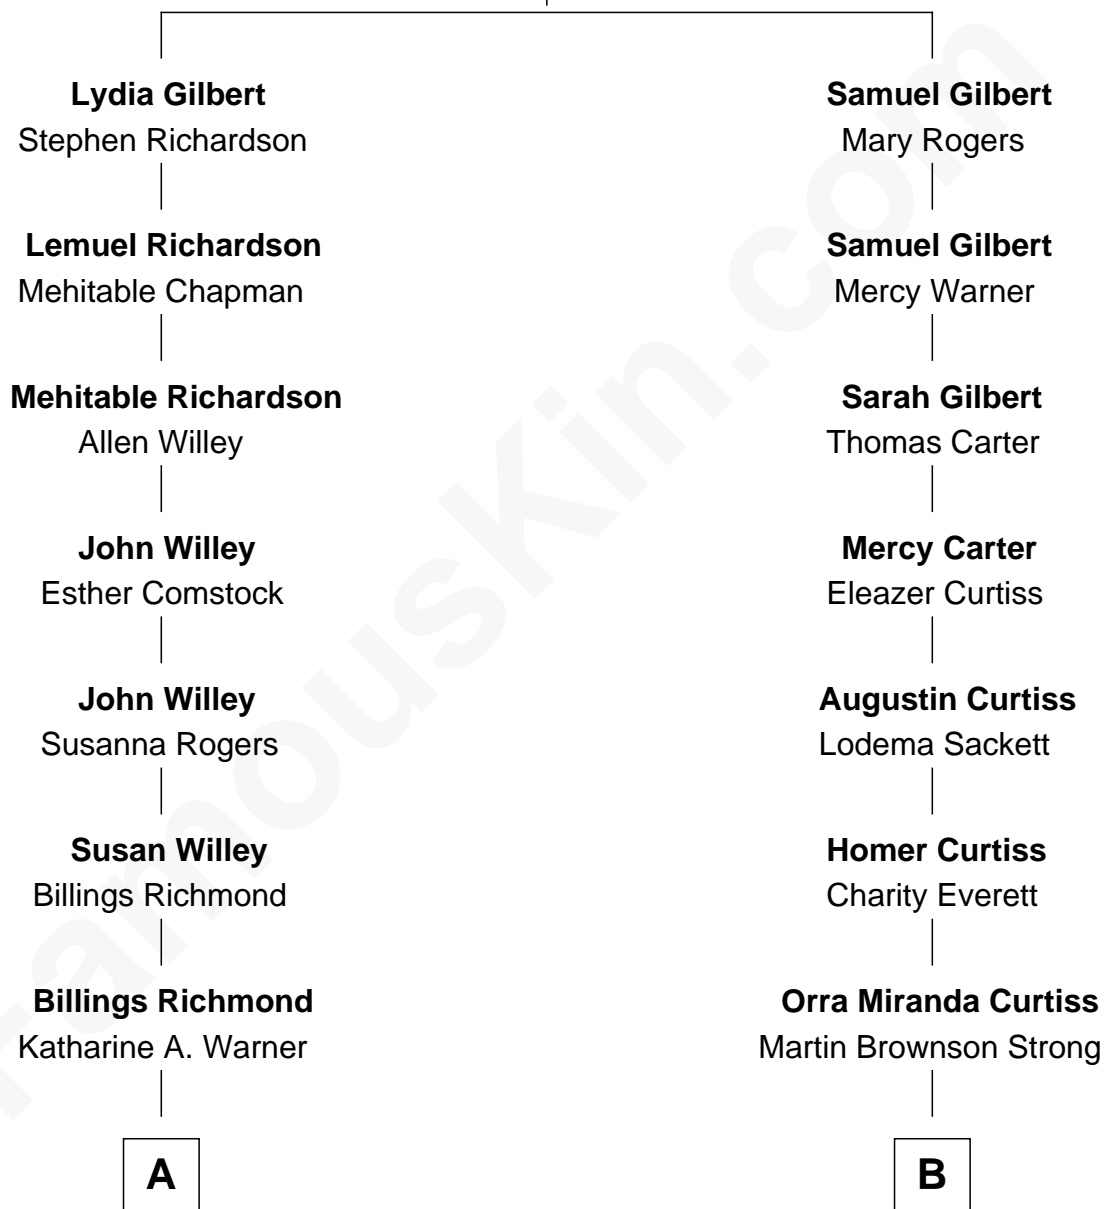 Lydia Gilbert
Stephen Richardson
Lemuel Richardson
Mehitable Chapman
Mehitable Richardson
Allen Willey
John Willey
Esther Comstock
John Willey
Susanna Rogers
Susan Willey
Billings Richmond
Billings Richmond
Katharine A. Warner
A
Samuel Gilbert
Mary Rogers
Samuel Gilbert
Mercy Warner
Sarah Gilbert
Thomas Carter
Mercy Carter
Eleazer Curtiss
Augustin Curtiss
Lodema Sackett
Homer Curtiss
Charity Everett
Orra Miranda Curtiss
Martin Brownson Strong
B
FamousKin.com